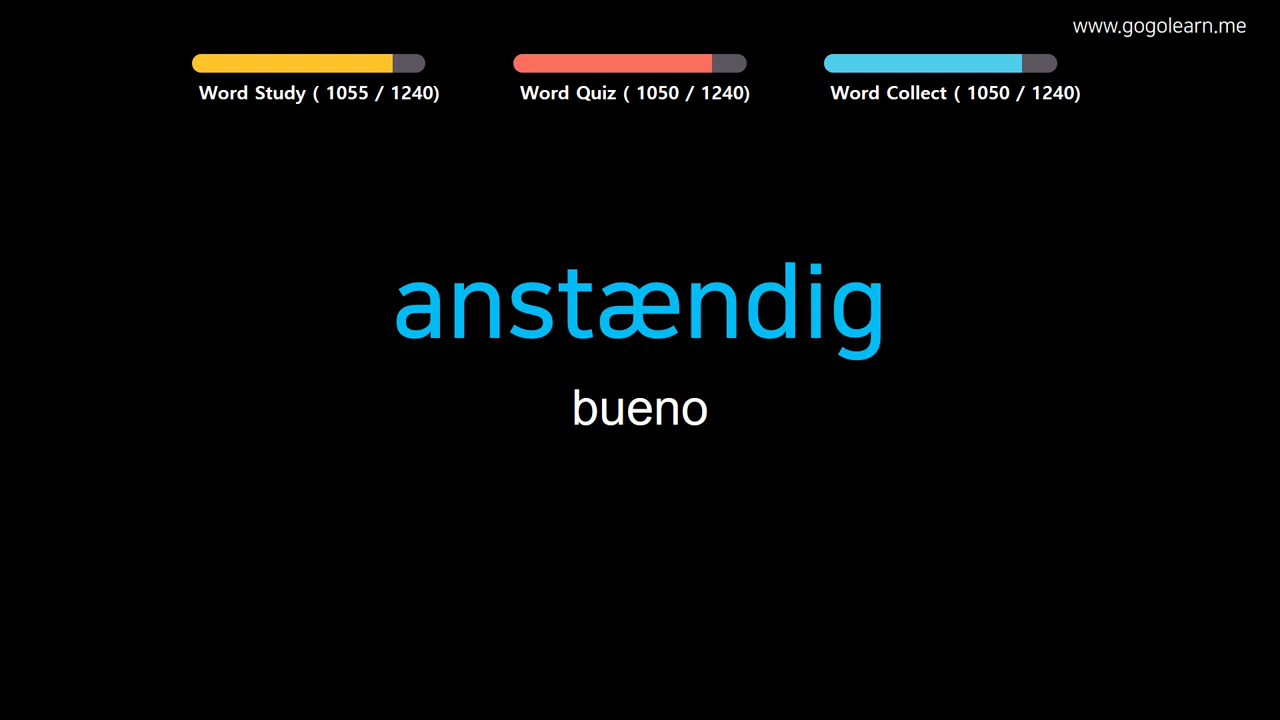 www.gogolearn.me
Word Study ( 1055 / 1240)
Word Quiz ( 1050 / 1240)
Word Collect ( 1050 / 1240)
anstændig
bueno